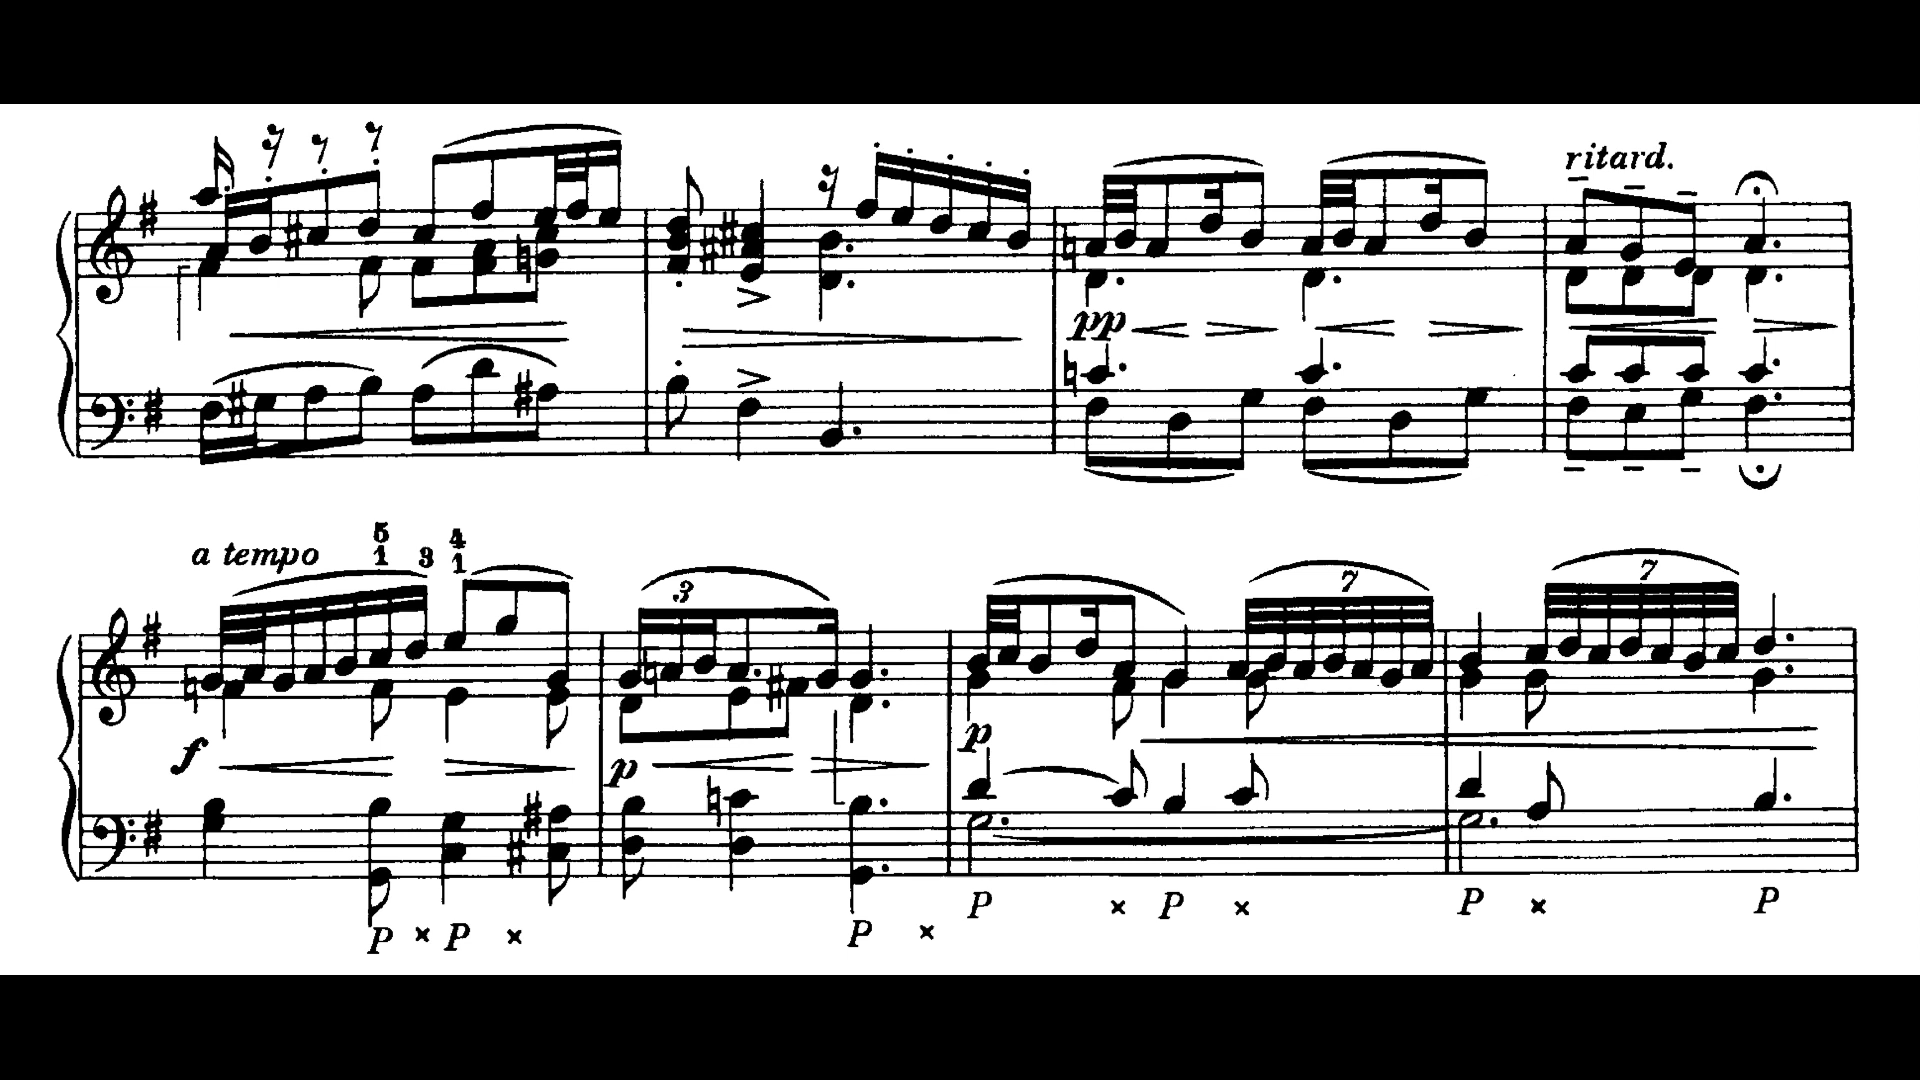 ritard.
pp
a tempo
5
1 3 4
1
3 7 7
f p p
P × P × P × P × P × P × P